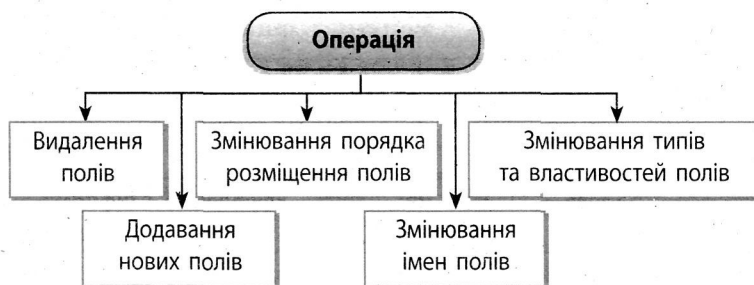 Операція
Видалення
полів
Змінювання порядка
розміщення полів
Змінювання типів
та властивостей полів
Додавання
нових полів
Змінювання
імен полів